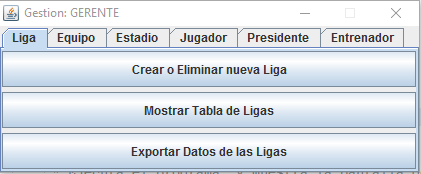 Gestion: GERENTE
Liga Equipo Estadio Jugador Presidente Entrenador
Crear o Eliminar nueva Liga
Mostrar Tabla de Ligas
Exportar Datos de las Ligas